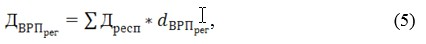 Д_ВРП_рег = ∑ Д_респ * d_ВРП_рег, (5)